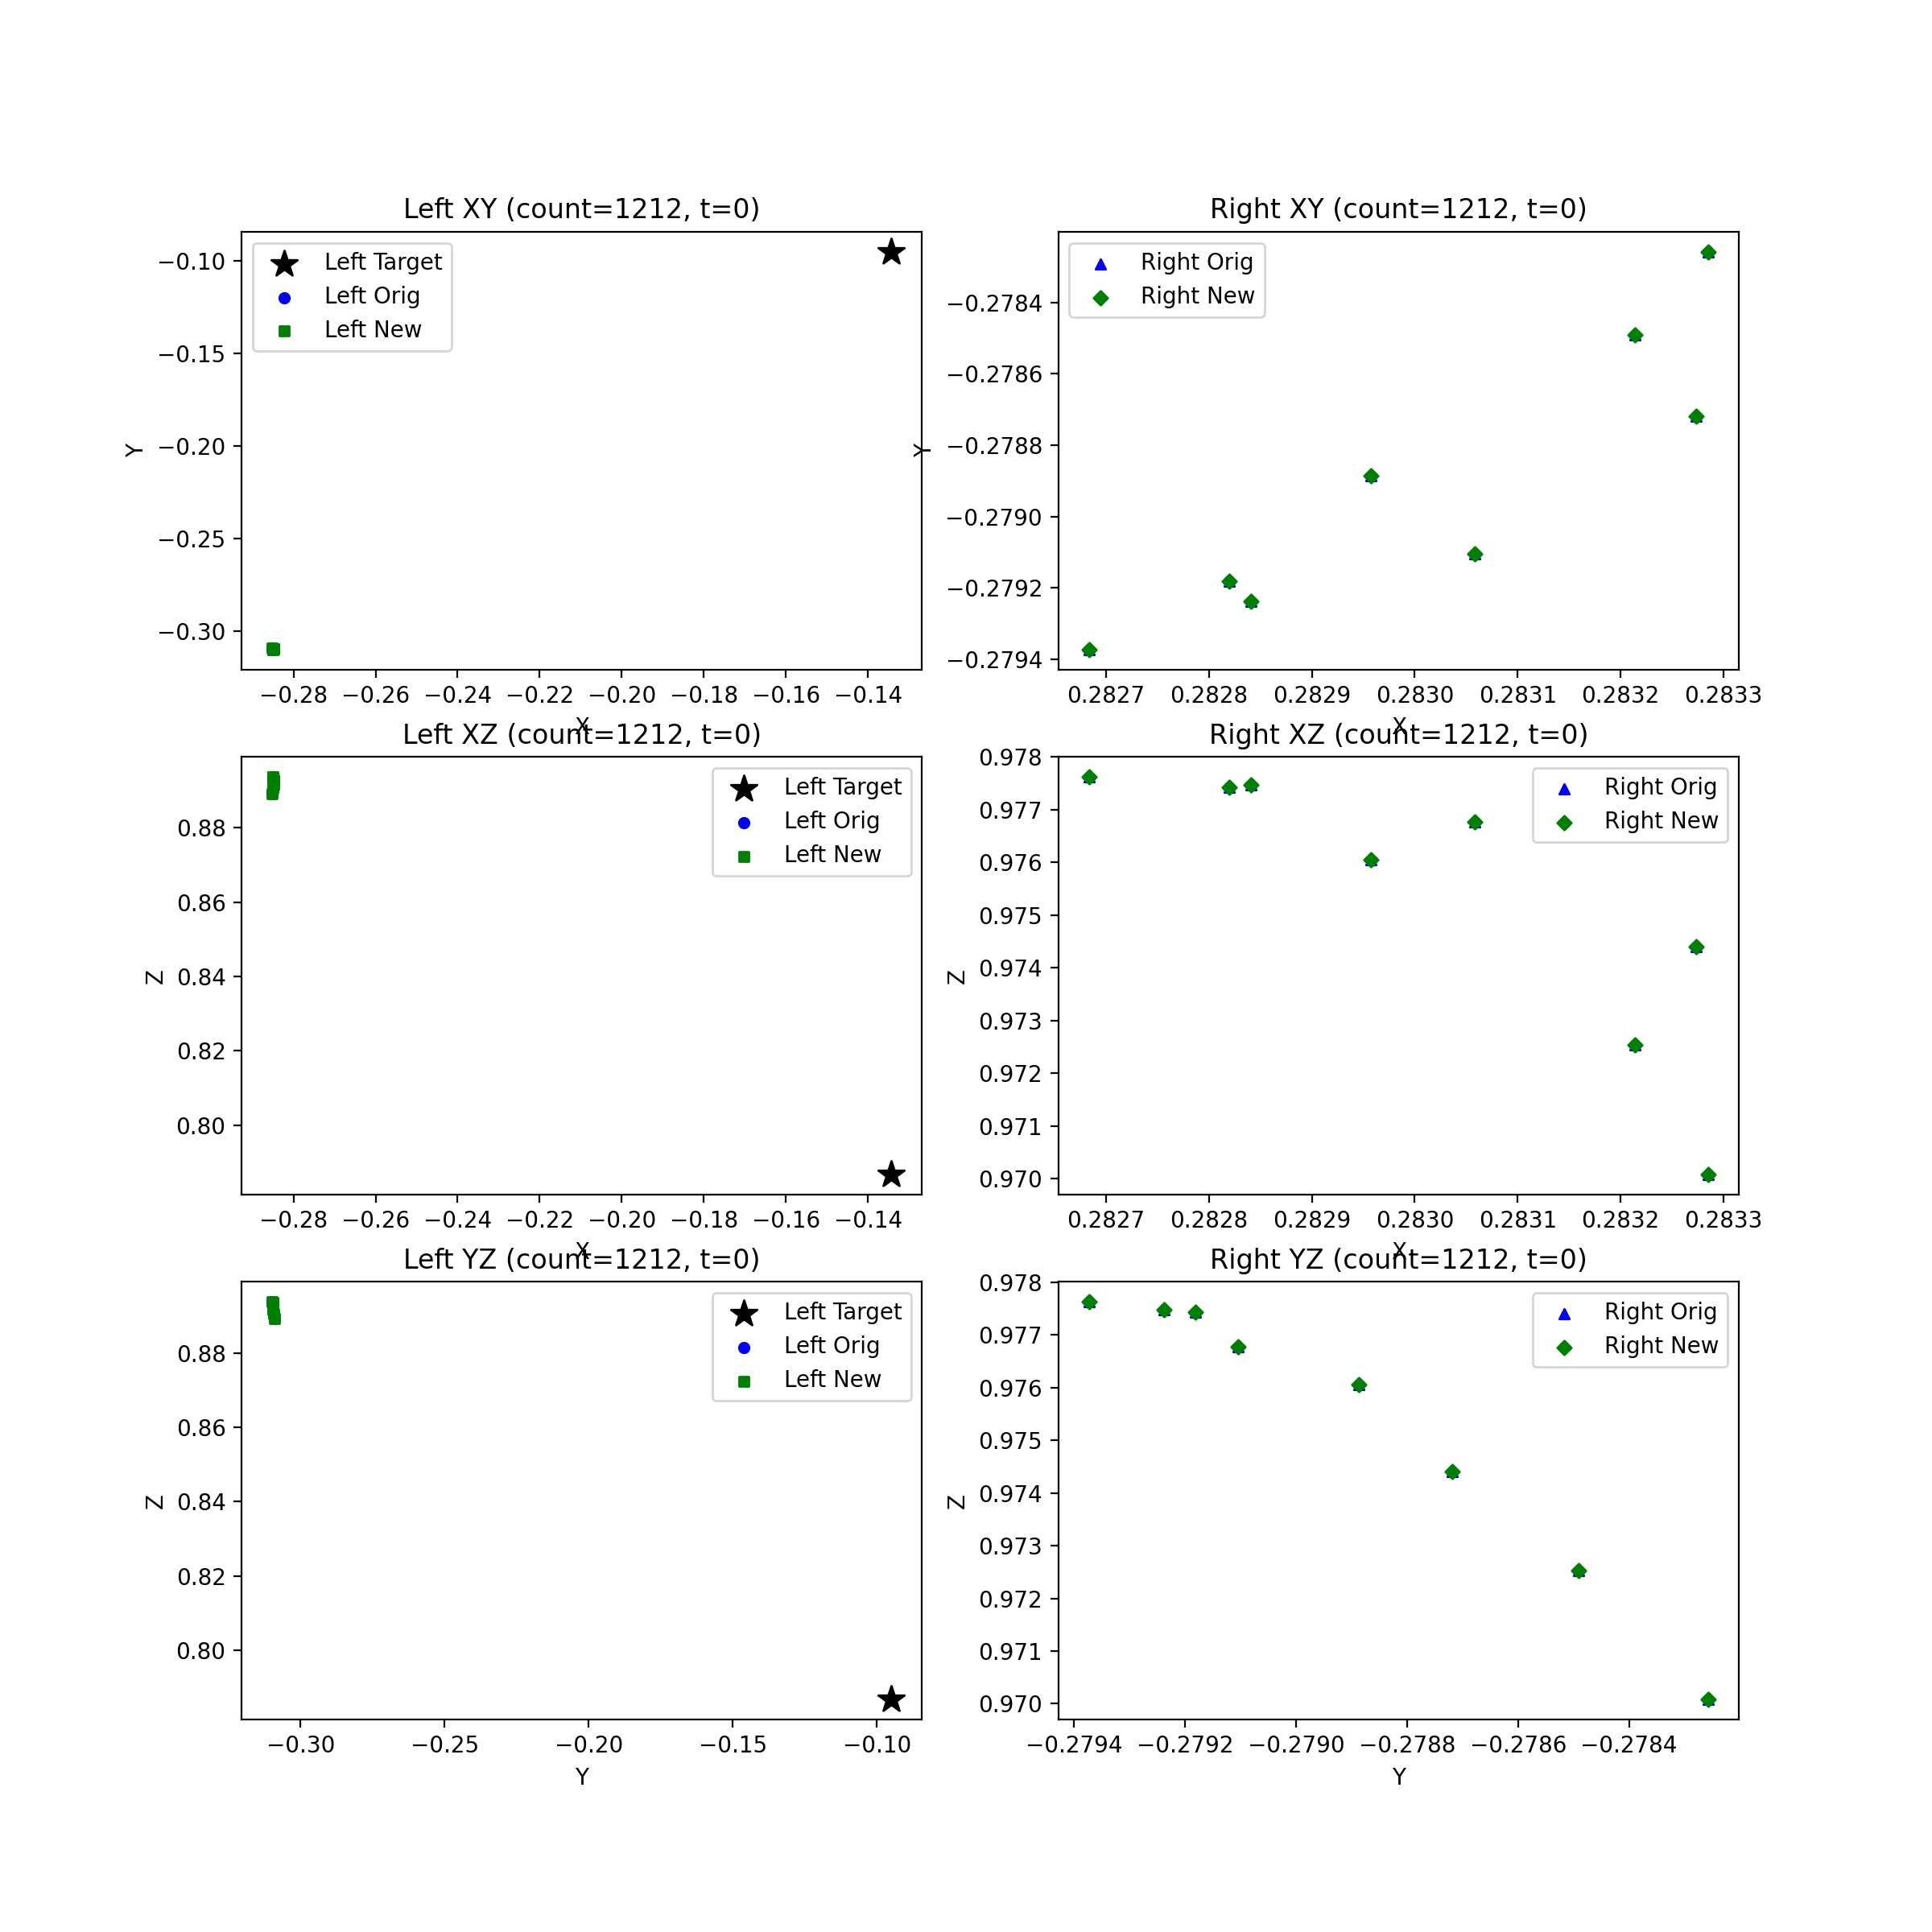 Left XY (count=1212, t=0)
Left Target
Left Orig
Left New
Y
−0.10
−0.15
−0.20
−0.25
−0.30
−0.28 −0.26 −0.24 −0.22 −0.20 −0.18 −0.16 −0.14
X
Right XY (count=1212, t=0)
Right Orig
Right New
Y
−0.2784
−0.2786
−0.2788
−0.2790
−0.2792
−0.2794
0.2827 0.2828 0.2829 0.2830 0.2831 0.2832 0.2833
X
Left XZ (count=1212, t=0)
Left Target
Left Orig
Left New
Z
0.88
0.86
0.84
0.82
0.80
−0.28 −0.26 −0.24 −0.22 −0.20 −0.18 −0.16 −0.14
X
Right XZ (count=1212, t=0)
Right Orig
Right New
Z
0.978
0.977
0.976
0.975
0.974
0.973
0.972
0.971
0.970
0.2827 0.2828 0.2829 0.2830 0.2831 0.2832 0.2833
X
Left YZ (count=1212, t=0)
Left Target
Left Orig
Left New
Z
0.88
0.86
0.84
0.82
0.80
−0.30 −0.25 −0.20 −0.15 −0.10
Y
Right YZ (count=1212, t=0)
Right Orig
Right New
Z
0.978
0.977
0.976
0.975
0.974
0.973
0.972
0.971
0.970
−0.2794 −0.2792 −0.2790 −0.2788 −0.2786 −0.2784
Y